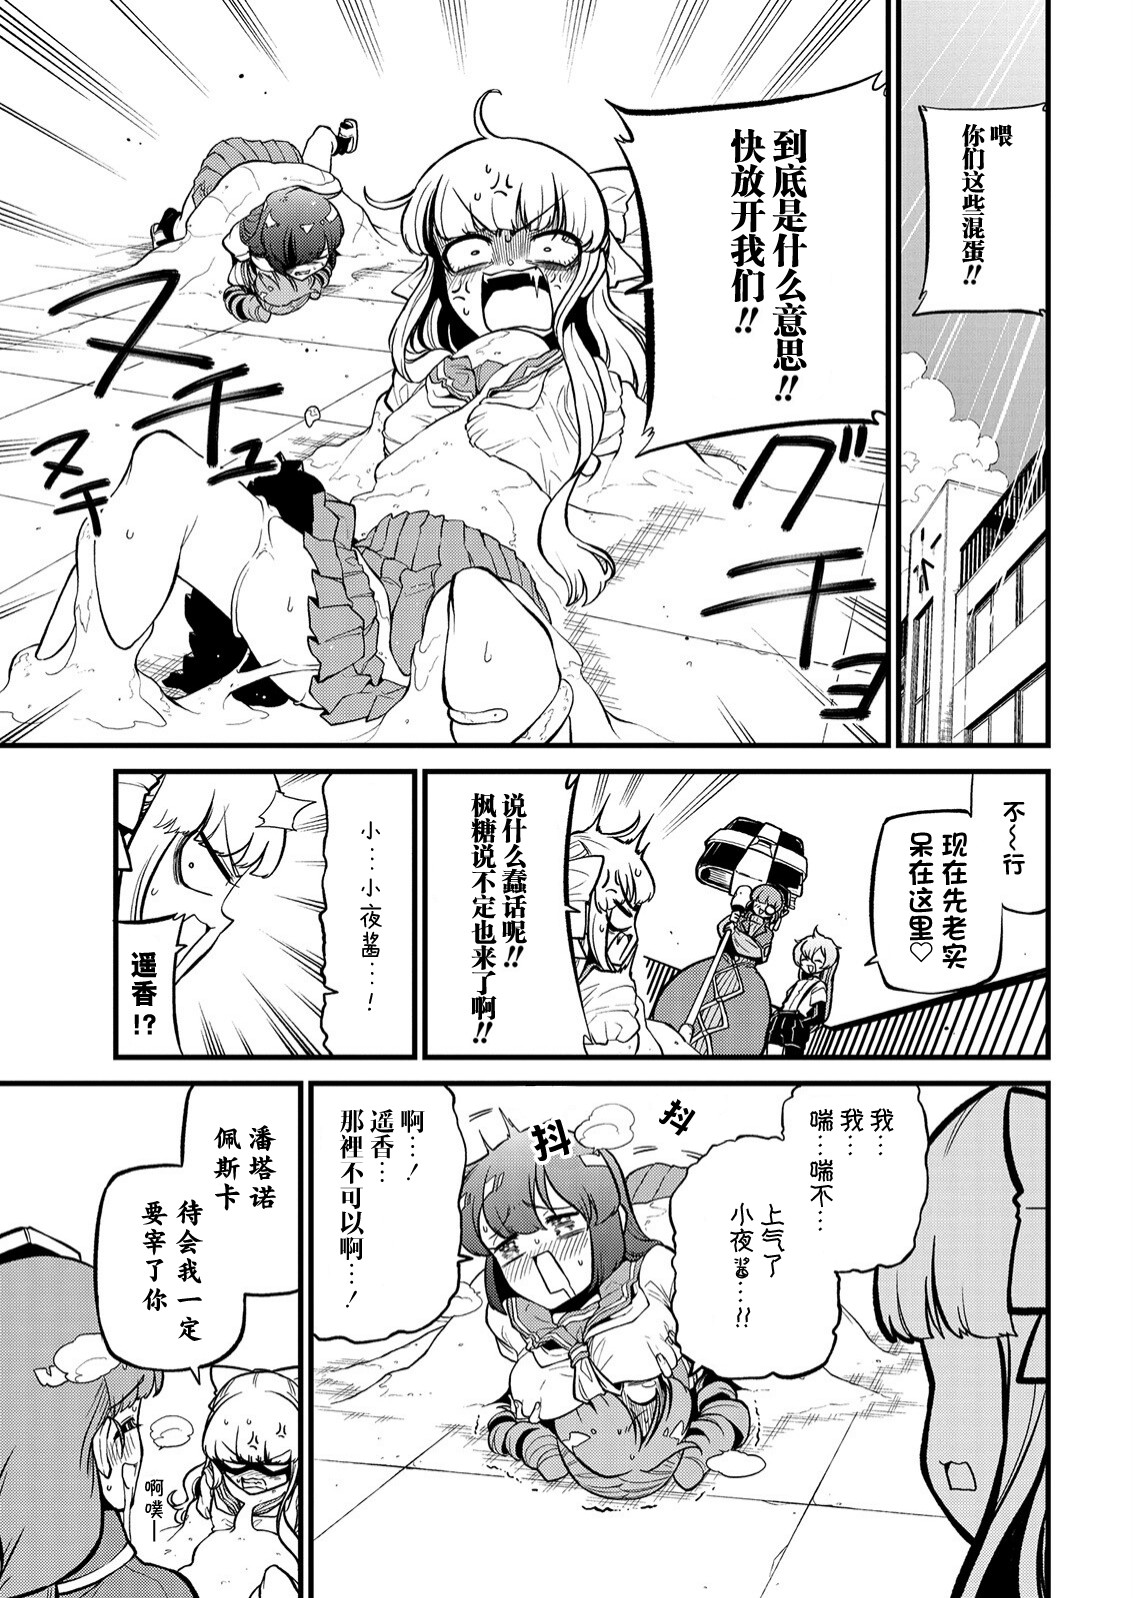 喂
你们这些混蛋!!
到底是什么意思!!
快放开我们!!
グ
チョ
ヌチュ
ヌチ
不~行
现在先老实
呆在这里♡
说什么蠢话呢!!
枫糖说不定也来了啊!!
小…小夜酱…!
遥香!?
我…
我…
喘…喘不…
上气了
小夜酱…!!
抖
抖
啊…!
遥香…
那裡不可以啊…!
潘塔诺
佩斯卡
待会我一定
要宰了你
啊噗—